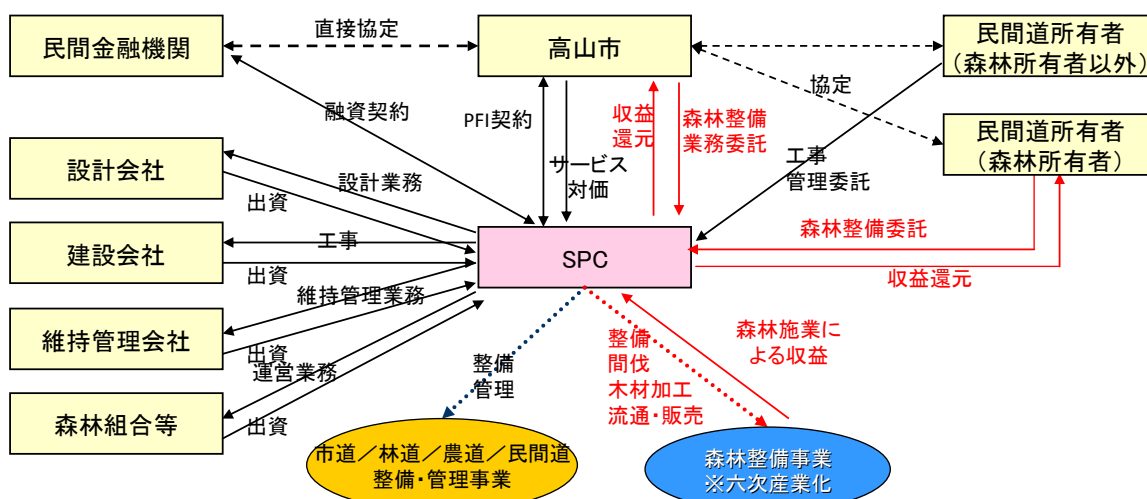 民間金融機関
直接協定
高山市
民間道所有者
(森林所有者以外)
協定
融資契約
PFI契約
収益
還元
森林整備
業務委託
民間道所有者
(森林所有者)
設計会社
設計業務
サービス
対価
工事
管理委託
出資
建設会社
工事
SPC
森林整備委託
出資
収益還元
維持管理業務
維持管理会社
整備
間伐
木材加工
流通・販売
森林施業に
よる収益
出資
運営業務
整備
管理
森林組合等
出資
市道／林道／農道／民間道
整備・管理事業
森林整備事業
※六次産業化